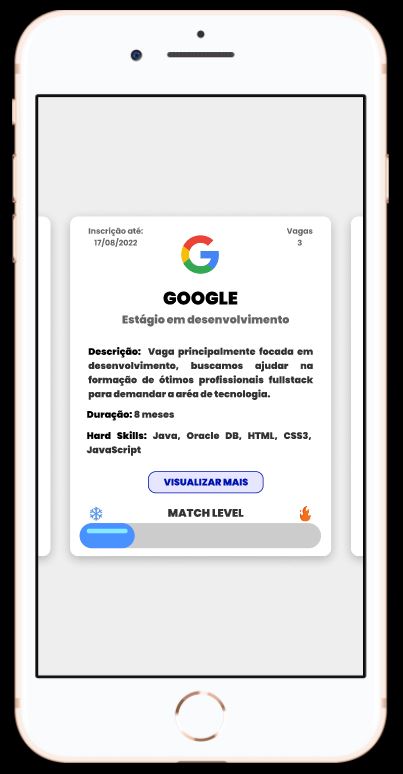 Inscrição até:
17/08/2022
Vagas
3
GOOGLE
Estágio em desenvolvimento
Descrição: Vaga principalmente focada em
desenvolvimento, buscamos ajudar na
formação de ótimos profissionais fullstack
para demandar a aréa de tecnologia.
Duração: 8 meses
Hard Skills: Java, Oracle DB, HTML, CSS3,
JavaScript
VISUALIZAR MAIS
MATCH LEVEL